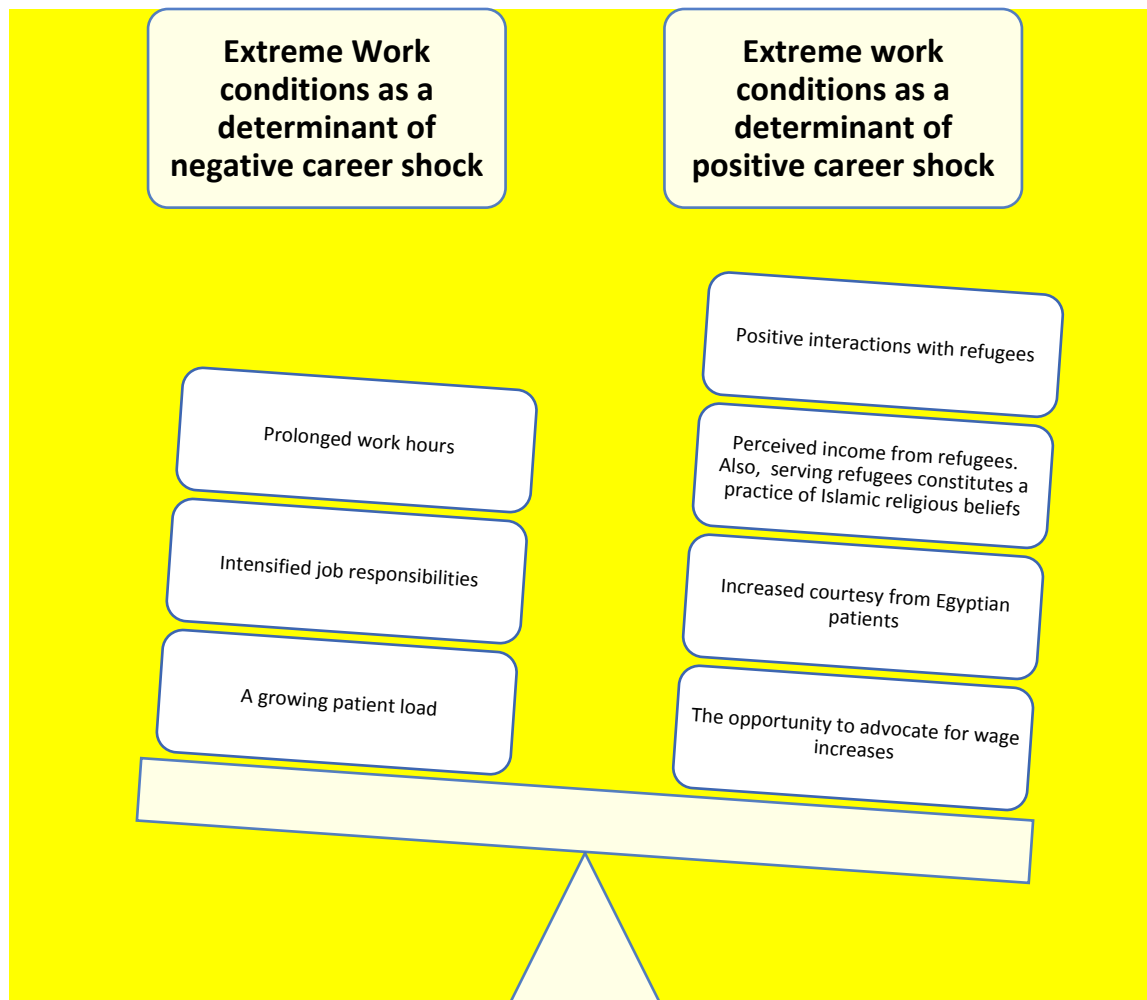 Extreme Work
conditions as a
determinant of
negative career shock
Extreme work
conditions as a
determinant of
positive career shock
Prolonged work hours
Intensified job responsibilities
A growing patient load
Positive interactions with refugees
Perceived income from refugees.
Also,  serving refugees constitutes a
practice of Islamic religious beliefs
Increased courtesy from Egyptian
patients
The opportunity to advocate for wage
increases